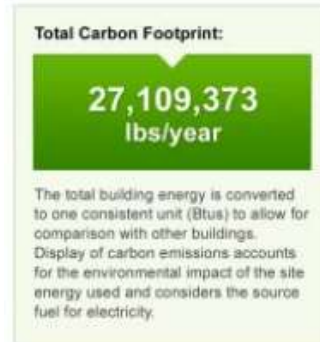 Total Carbon Footprint:
27,109,373
lbs/year
The total building energy is converted
to one consistent unit (Btus) to allow for
comparison with other buildings.
Display of carbon emissions accounts
for the environmental impact of the site
energy used and considers the source
fuel for electricity.